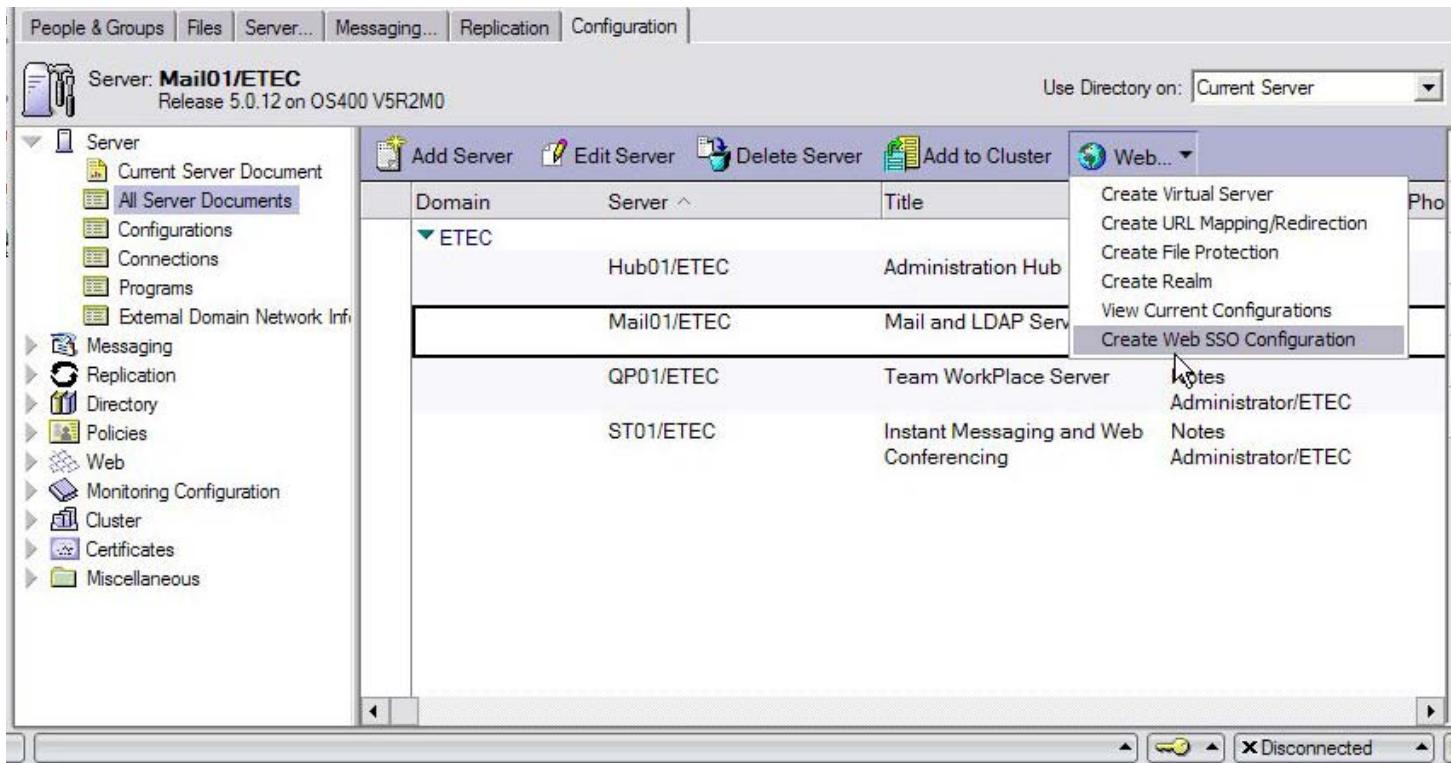 People & Groups Files Server... Messaging... Replication Configuration
Server: Mail01/ETEC
Release 5.0.12 on OS400 V5R2M0
Use Directory on: Current Server
Server
Current Server Document
All Server Documents
Configurations
Connections
Programs
External Domain Network Info
Messaging
Replication
Directory
Policies
Web
Monitoring Configuration
Cluster
Certificates
Miscellaneous
Add Server Edit Server Delete Server Add to Cluster Web...
Domain Server Title Pho
ETEC
Hub01/ETEC Administration Hub
Mail01/ETEC Mail and LDAP Serv
QP01/ETEC Team WorkPlace Server Notes
Administrator/ETEC
ST01/ETEC Instant Messaging and Web Notes
Conferencing Administrator/ETEC
Create Virtual Server
Create URL Mapping/Redirection
Create File Protection
Create Realm
View Current Configurations
Create Web SSO Configuration
Disconnected